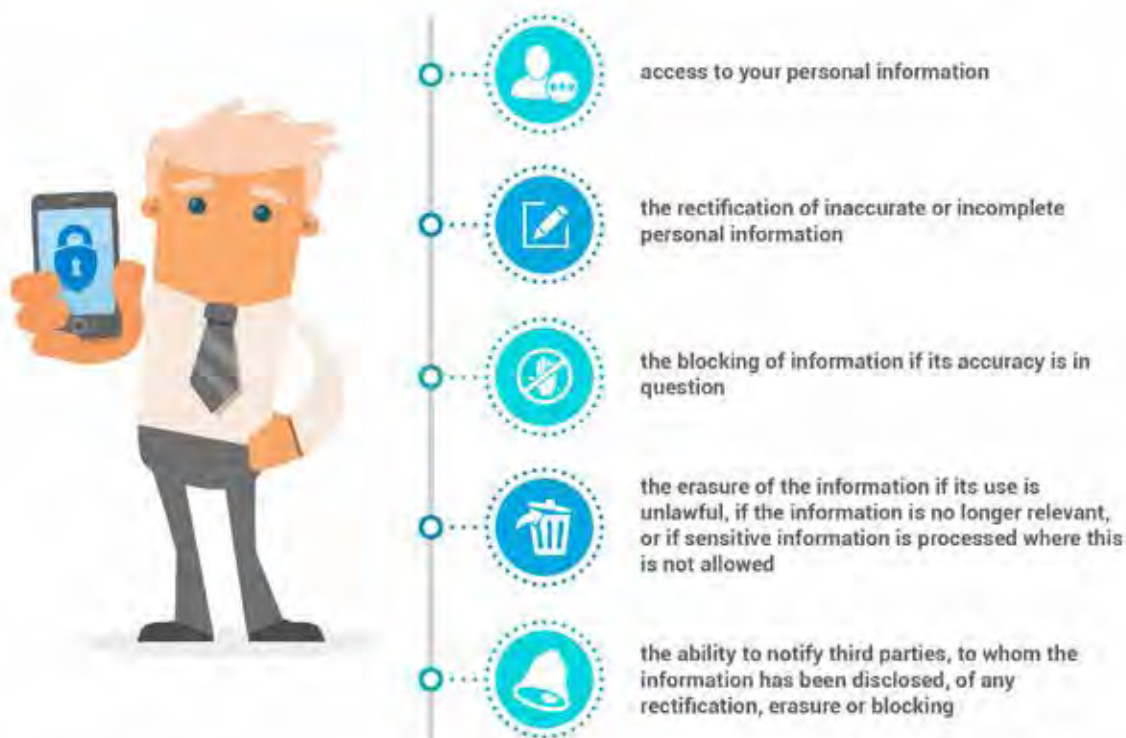 access to your personal information
the rectification of inaccurate or incomplete
personal information
the blocking of information if its accuracy is in
question
the erasure of the information if its use is
unlawful, if the information is no longer relevant,
or if sensitive information is processed where this
is not allowed
the ability to notify third parties, to whom the
information has been disclosed, of any
rectification, erasure or blocking